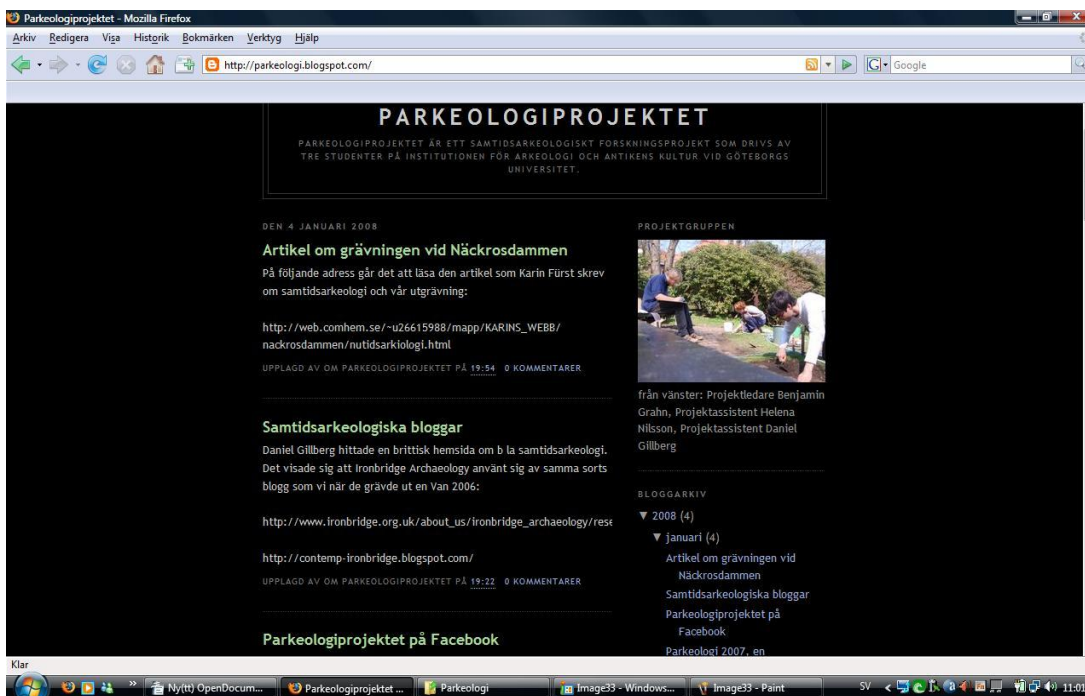 Parkeologiprojektet - Mozilla Firefox
Arkiv Redigera Visa Historik Bokmärken Verktyg Hjälp
http://parkeologi.blogspot.com/
Google
PARKEOLOGIPROJEKTET
PARKEOLOGIPROJEKTET ÄR ETT SAMTIDSARKEOLOGISKT FORSKNINGSPROJEKT SOM DRIVS AV
TRE STUDENTER PÅ INSTITUTIONEN FÖR ARKEOLOGI OCH ANTIKENS KULTUR VID GÖTEBORGS
UNIVERSITET.
DEN 4 JANUARI 2008
Artikel om grävningen vid Näckrosdammen
På följande adress går det att läsa den artikel som Karin Fürst skrev
om samtidsarkeologi och vår utgrävning:
http://web.comhem.se/~u26615988/mapp/KARINS_WEBB/
nackrosdammen/nutidsarkiologi.html
UPPLAGD AV OM PARKEOLOGIPROJEKTET PÅ 19:54 0 KOMMENTARER
Samtidsarkeologiska bloggar
Daniel Gillberg hittade en brittisk hemsida om b la samtidsarkeologi.
Det visade sig att Ironbridge Archaeology använt sig av samma sorts
blogg som vi när de grävde ut en Van 2006:
http://www.ironbridge.org.uk/about_us/ironbridge_archaeology/rese
http://contemp-ironbridge.blogspot.com/
UPPLAGD AV OM PARKEOLOGIPROJEKTET PÅ 19:22 0 KOMMENTARER
Parkeologiprojektet på Facebook
PROJEKTGRUPPEN
från vänster: Projektledare Benjamin
Grahn, Projektassistent Helena
Nilsson, Projektassistent Daniel
Gillberg
BLOGGARKIV
▼ 2008 (4)
▼ januari (4)
Artikel om grävningen vid
Näckrosdammen
Samtidsarkeologiska bloggar
Parkeologiprojektet på
Facebook
Parkeologi 2007, en
Klar
Ny(tt) OpenDocum... Parkeologiprojektet ... Parkeologi Image33 - Windows... Image33 - Paint SV